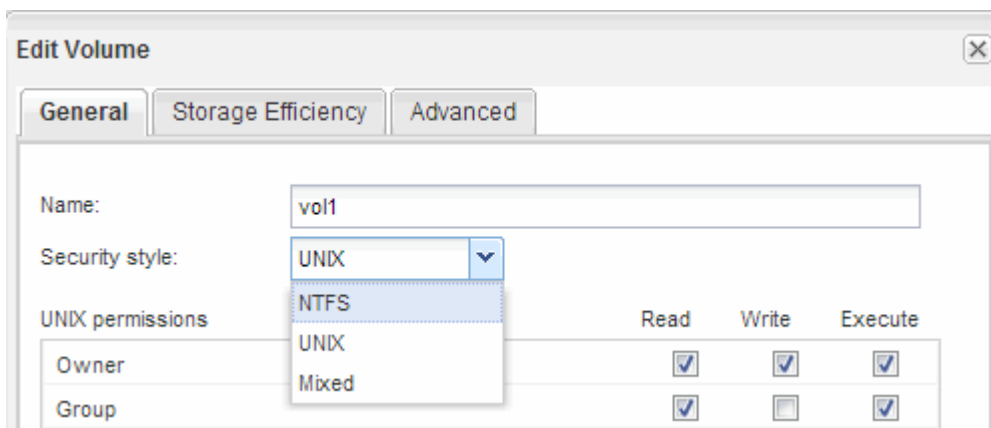 Edit Volume
General Storage Efficiency Advanced
Name: vol1
Security style: UNIX
NTFS
UNIX permissions Read Write Execute
UNIX
Owner
Mixed
Group